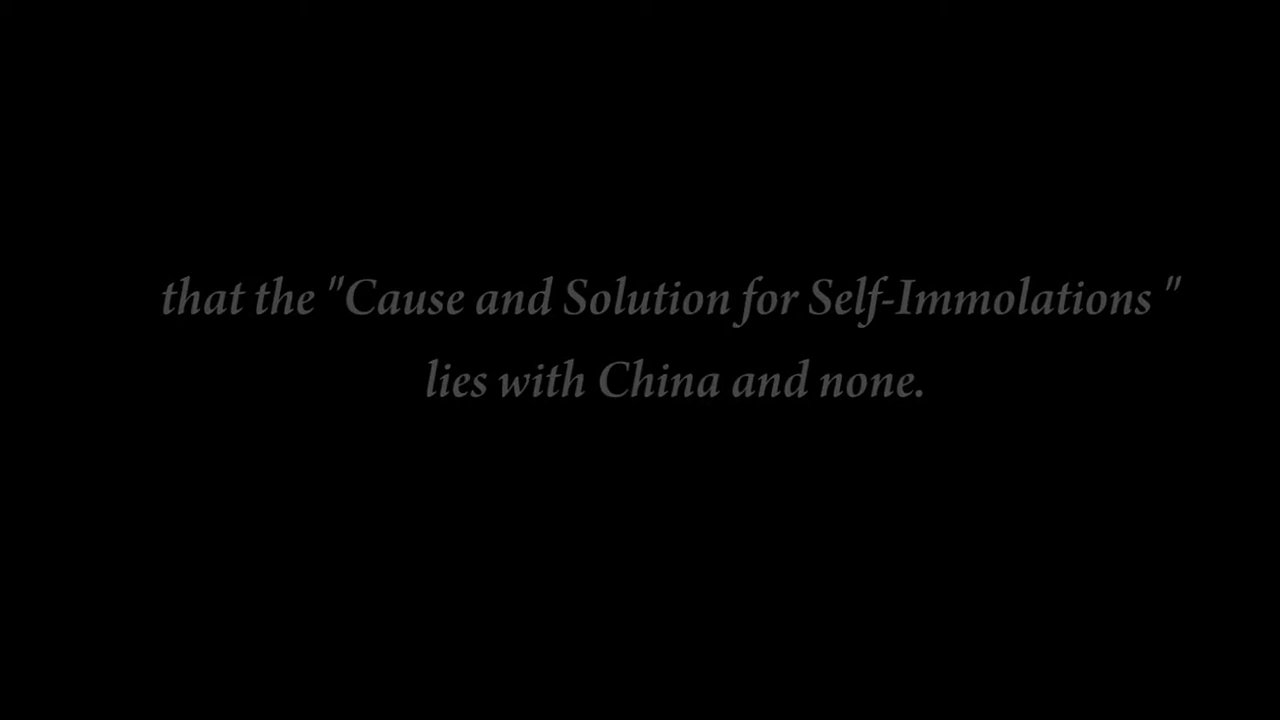 that the "Cause and Solution for Self-Immolations "
lies with China and none.